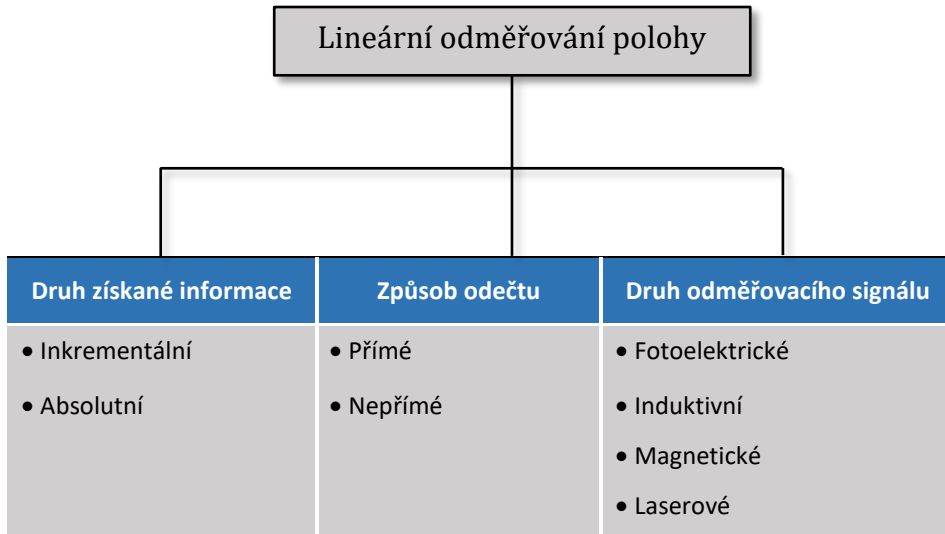 Lineární odměřování polohy
Druh získané informace
• Inkrementální
• Absolutní
Způsob odečtu
• Přímé
• Nepřímé
Druh odměřovacího signálu
• Fotoelektrické
• Induktivní
• Magnetické
• Laserové